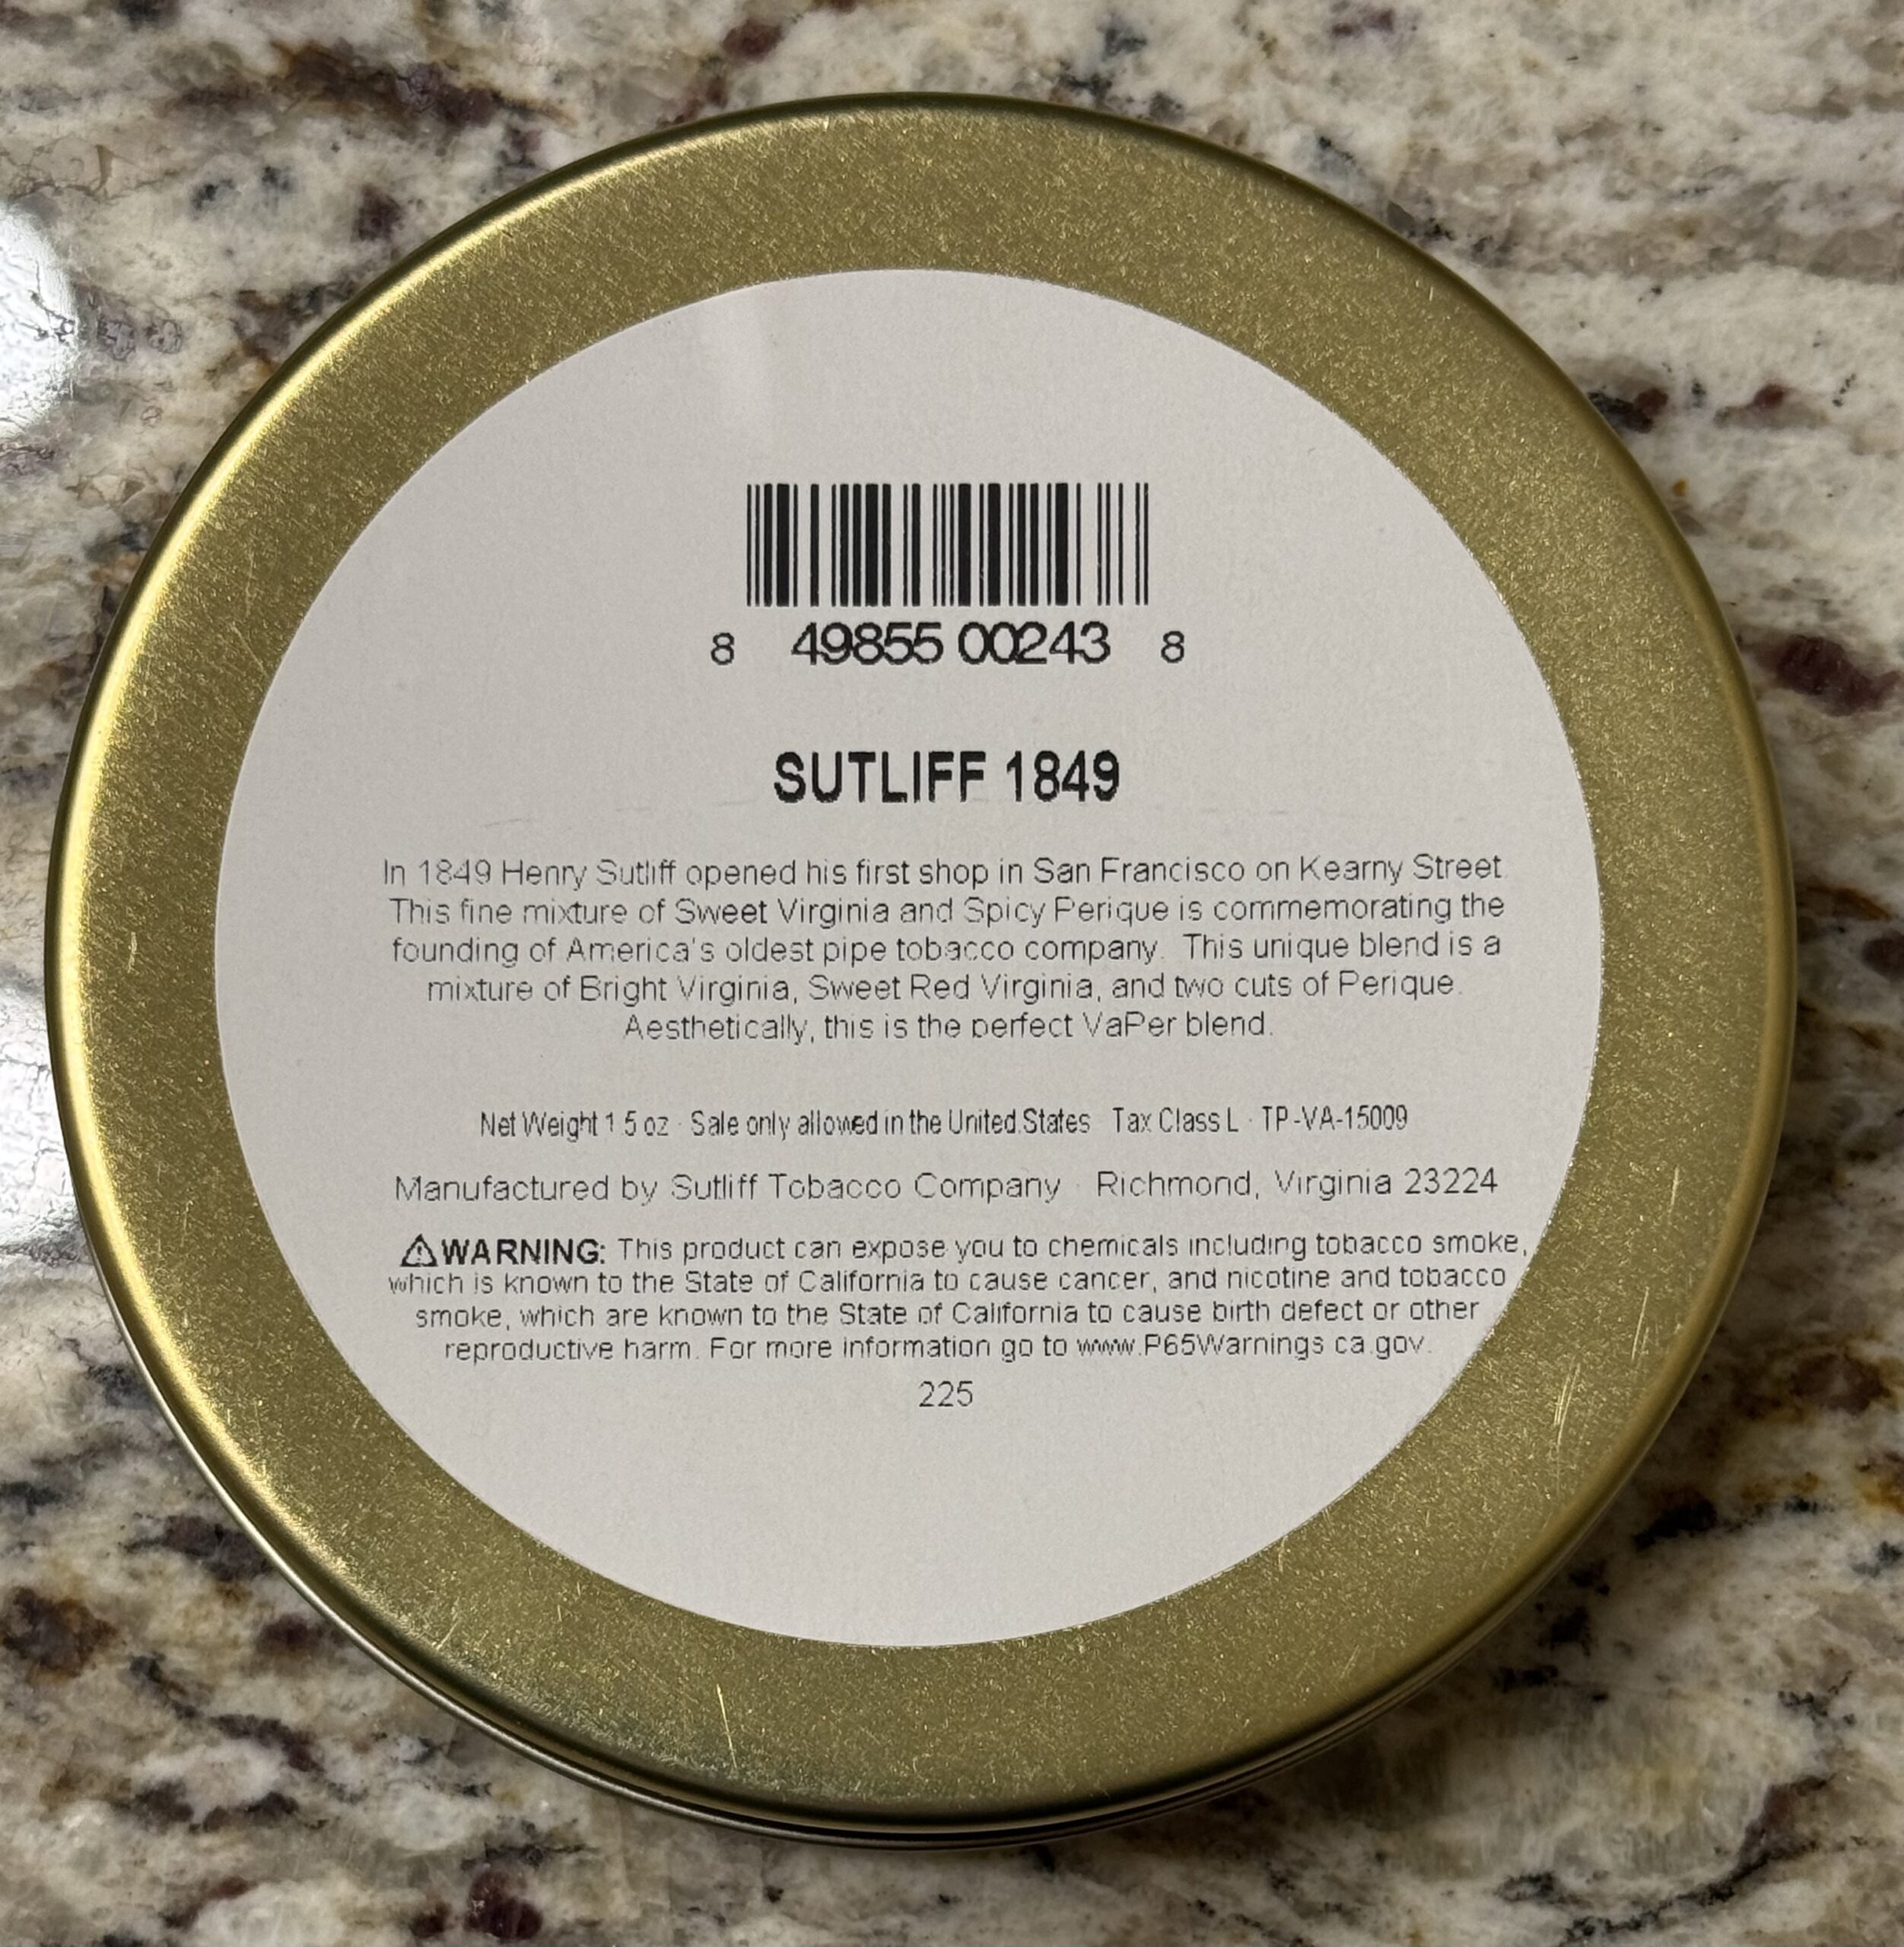 8 49855 00243 8
SUTLIFF 1849
In 1849 Henry Sutliff opened his first shop in San Francisco on Kearny Street.
This fine mixture of Sweet Virginia and Spicy Perique is commemorating the
founding of America's oldest pipe tobacco company. This unique blend is a
mixture of Bright Virginia, Sweet Red Virginia, and two cuts of Perique.
Aesthetically, this is the perfect VaPer blend.
Net Weight 1.5 oz · Sale only allowed in the United States · Tax Class L · TP-VA-15009
Manufactured by Sutliff Tobacco Company · Richmond, Virginia 23224
⚠WARNING: This product can expose you to chemicals including tobacco smoke,
which is known to the State of California to cause cancer, and nicotine and tobacco
smoke, which are known to the State of California to cause birth defect or other
reproductive harm. For more information go to www.P65Warnings.ca.gov.
225